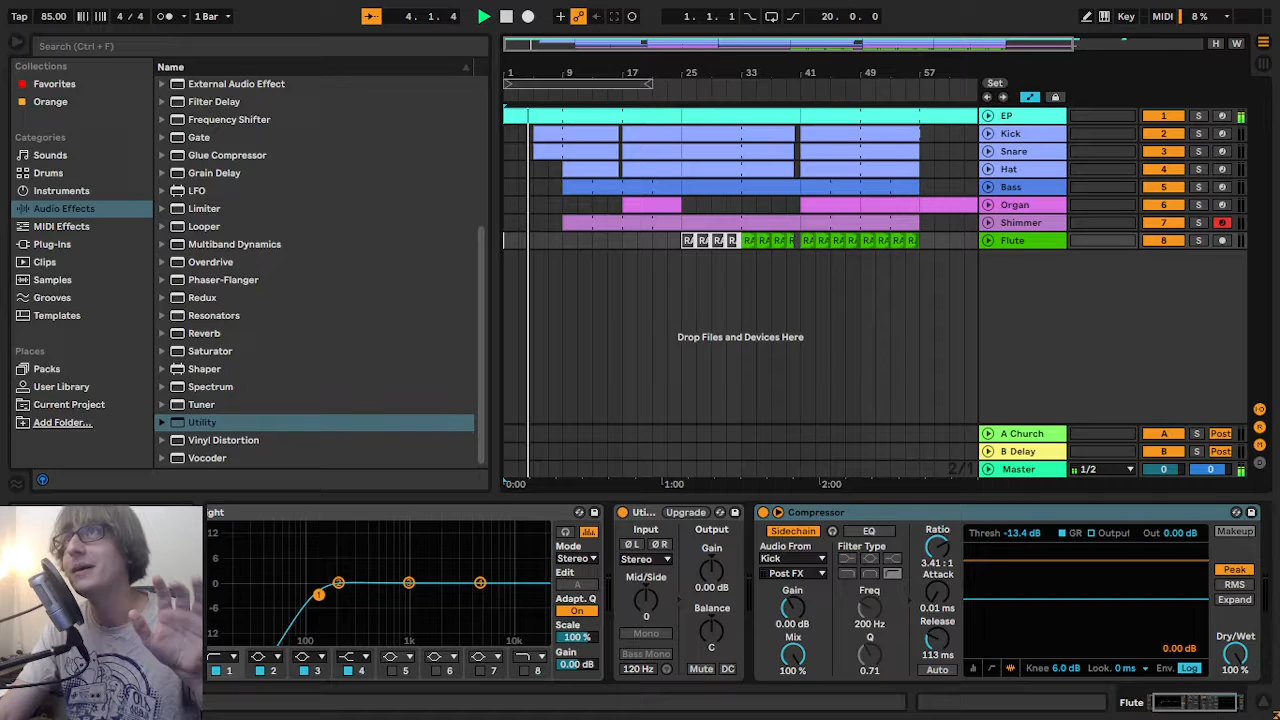 Tap 85.00 4 / 4 1 Bar 4. 1. 4 1. 1. 1 20. 0. 0 Key MIDI 8 %
Search (Ctrl + F)
H W
Collections
Favorites
Orange
Categories
Sounds
Drums
Instruments
Audio Effects
MIDI Effects
Plug-Ins
Clips
Samples
Grooves
Templates
Places
Packs
User Library
Current Project
Add Folder...
Name
External Audio Effect
Filter Delay
Frequency Shifter
Gate
Glue Compressor
Grain Delay
LFO
Limiter
Looper
Multiband Dynamics
Overdrive
Phaser-Flanger
Redux
Resonators
Reverb
Saturator
Shaper
Spectrum
Tuner
Utility
Vinyl Distortion
Vocoder
1 9 17 25 33 41 49 57
Set
EP 1 S
Kick 2 S
Snare 3 S
Hat 4 S
Bass 5 S
Organ 6 S
Shimmer 7 S
Flute 8 S
Drop Files and Devices Here
A Church A S Post
B Delay B S Post
2/1 Master 1/2 0 0
0:00 1:00 2:00
ight
12
6
0
-6
12
100 1k 10k
1 2 3 4
Mode
Stereo
Edit
A
Adapt. Q
On
Scale
100 %
Gain
0.00 dB
1 2 3 4 5 6 7 8
Uti... Upgrade
Input Output
Ø L Ø R
Stereo
Mid/Side
0
Mono
Bass Mono
120 Hz
Gain
0.00 dB
Balance
C
Mute DC
Compressor
Sidechain EQ
Audio From
Kick
Post FX
Filter Type
Gain
0.00 dB
Freq
200 Hz
Mix
100 %
Q
0.71
Ratio
3.41 : 1
Attack
0.01 ms
Release
113 ms
Auto
Thresh -13.4 dB GR Output Out 0.00 dB
0.00 dB
Knee 6.0 dB Look. 0 ms Env. Log
Makeup
Peak
RMS
Expand
Dry/Wet
100 %
Flute